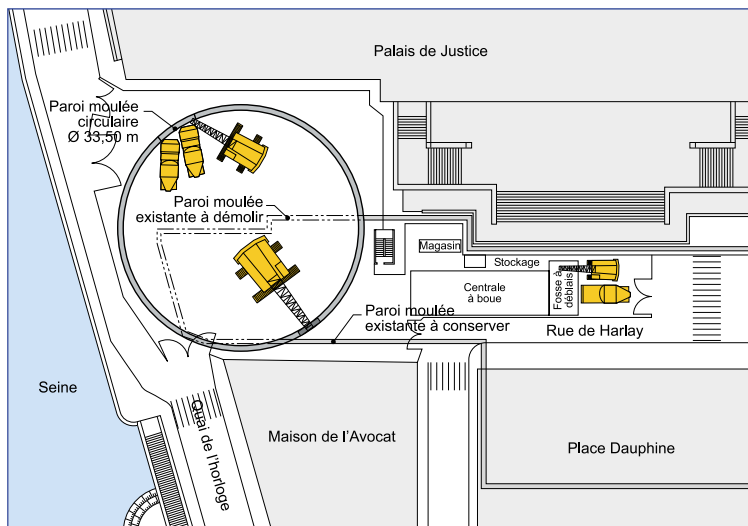 Palais de Justice
Paroi moulée
circulaire
Ø 33,50 m
Paroi moulée
existante à démolir
Magasin
Stockage
Centrale
à boue
Fosse à
déblais
Paroi moulée
existante à conserver
Rue de Harlay
Seine
Quai de l'horloge
Maison de l'Avocat
Place Dauphine